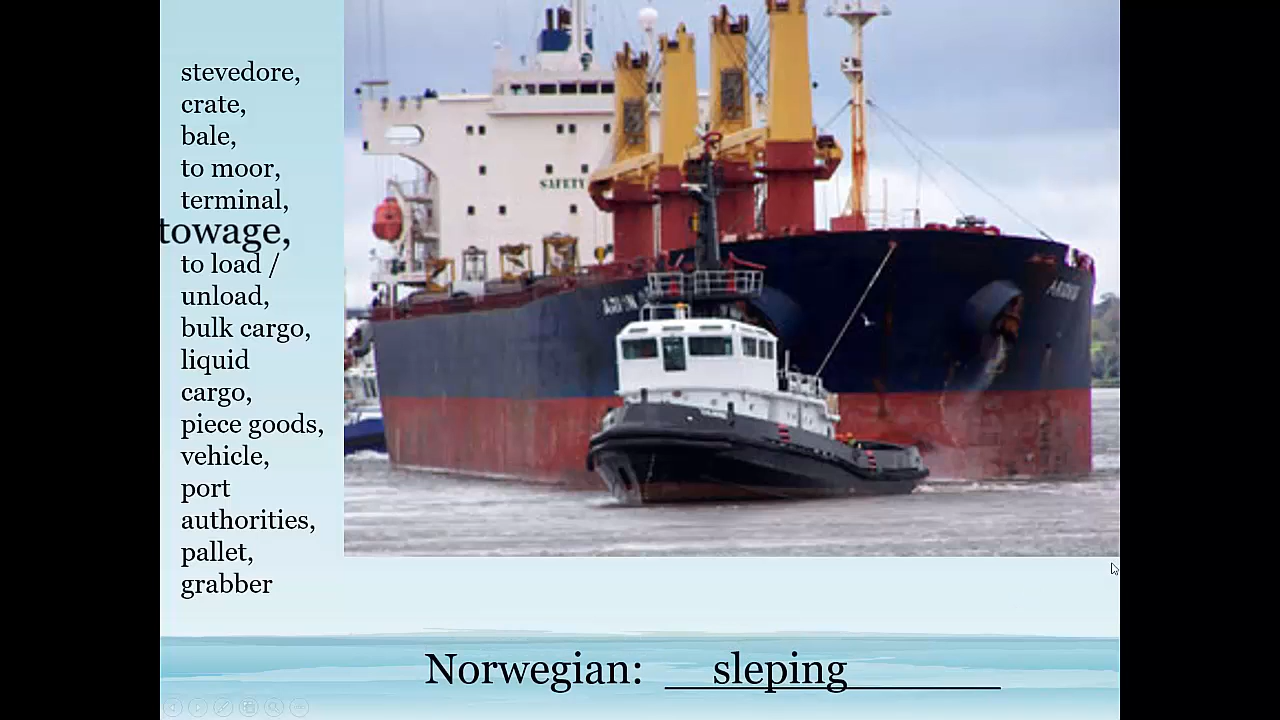 stevedore,
crate,
bale,
to moor,
terminal,
towage,
to load /
unload,
bulk cargo,
liquid
cargo,
piece goods,
vehicle,
port
authorities,
pallet,
grabber
SAFETY
Norwegian: sleping